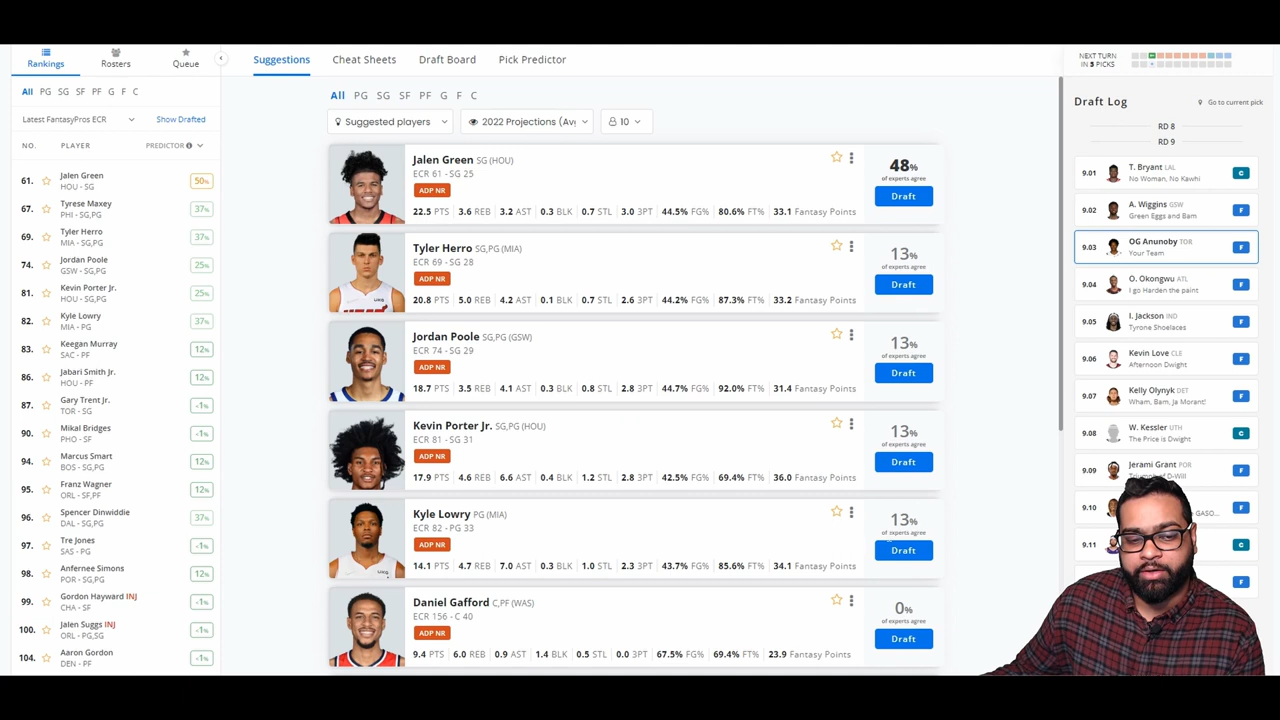 Rankings
Rosters
Queue
Suggestions
Cheat Sheets
Draft Board
Pick Predictor
NEXT TURN
IN 5 PICKS
All PG SG SF PF G F C
Latest FantasyPros ECR
Show Drafted
NO. PLAYER PREDICTOR
61. Jalen Green 50%
HOU - SG
67. Tyrese Maxey 37%
PHI - SG,PG
69. Tyler Herro 37%
MIA - SG,PG
74. Jordan Poole 25%
GSW - SG,PG
81. Kevin Porter Jr. 25%
HOU - SG,PG
82. Kyle Lowry 37%
MIA - PG
83. Keegan Murray 12%
SAC - PF
86. Jabari Smith Jr. 12%
HOU - PF
87. Gary Trent Jr. <1%
TOR - SG
90. Mikal Bridges <1%
PHO - SF
94. Marcus Smart 12%
BOS - SG,PG
95. Franz Wagner 12%
ORL - SF,PF
96. Spencer Dinwiddie 37%
DAL - SG,PG
97. Tre Jones <1%
SAS - PG
98. Anfernee Simons 12%
POR - SG,PG
99. Gordon Hayward INJ <1%
CHA - SF
100. Jalen Suggs INJ <1%
ORL - PG,SG
104. Aaron Gordon <1%
DEN - PF
All PG SG SF PF G F C
Suggested players
2022 Projections (Av
10
Jalen Green SG (HOU)
ECR 61 - SG 25
ADP NR
22.5 PTS 3.6 REB 3.2 AST 0.3 BLK 0.7 STL 3.0 3PT 44.5% FG% 80.6% FT% 33.1 Fantasy Points
48%
of experts agree
Draft
Tyler Herro SG,PG (MIA)
ECR 69 - SG 28
ADP NR
20.8 PTS 5.0 REB 4.2 AST 0.1 BLK 0.7 STL 2.6 3PT 44.2% FG% 87.3% FT% 33.2 Fantasy Points
13%
of experts agree
Draft
Jordan Poole SG,PG (GSW)
ECR 74 - SG 29
ADP NR
18.7 PTS 3.5 REB 4.1 AST 0.3 BLK 0.8 STL 2.8 3PT 44.7% FG% 92.0% FT% 31.4 Fantasy Points
13%
of experts agree
Draft
Kevin Porter Jr. SG,PG (HOU)
ECR 81 - SG 31
ADP NR
17.9 PTS 4.6 REB 6.6 AST 0.4 BLK 1.2 STL 2.8 3PT 42.5% FG% 69.4% FT% 36.0 Fantasy Points
13%
of experts agree
Draft
Kyle Lowry PG (MIA)
ECR 82 - PG 33
ADP NR
14.1 PTS 4.7 REB 7.0 AST 0.3 BLK 1.0 STL 2.3 3PT 43.7% FG% 85.6% FT% 34.1 Fantasy Points
13%
of experts agree
Draft
Daniel Gafford C,PF (WAS)
ECR 156 - C 40
ADP NR
9.4 PTS 6.0 REB 0.9 AST 1.4 BLK 0.5 STL 0.0 3PT 67.5% FG% 69.4% FT% 23.9 Fantasy Points
0%
of experts agree
Draft
Draft Log
Go to current pick
RD 8
RD 9
9.01 T. Bryant LAL C
No Woman, No Kawhi
9.02 A. Wiggins GSW F
Green Eggs and Bam
9.03 OG Anunoby TOR F
Your Team
9.04 O. Okongwu ATL F
I go Harden the paint
9.05 I. Jackson IND F
Tyrone Shoelaces
9.06 Kevin Love CLE F
Afternoon Dwight
9.07 Kelly Olynyk DET F
Wham, Bam, Ja Morant!
9.08 W. Kessler UTH C
The Price is Dwight
9.09 Jerami Grant POR F
of D-Will
9.10 F
GASO...
9.11 C
F